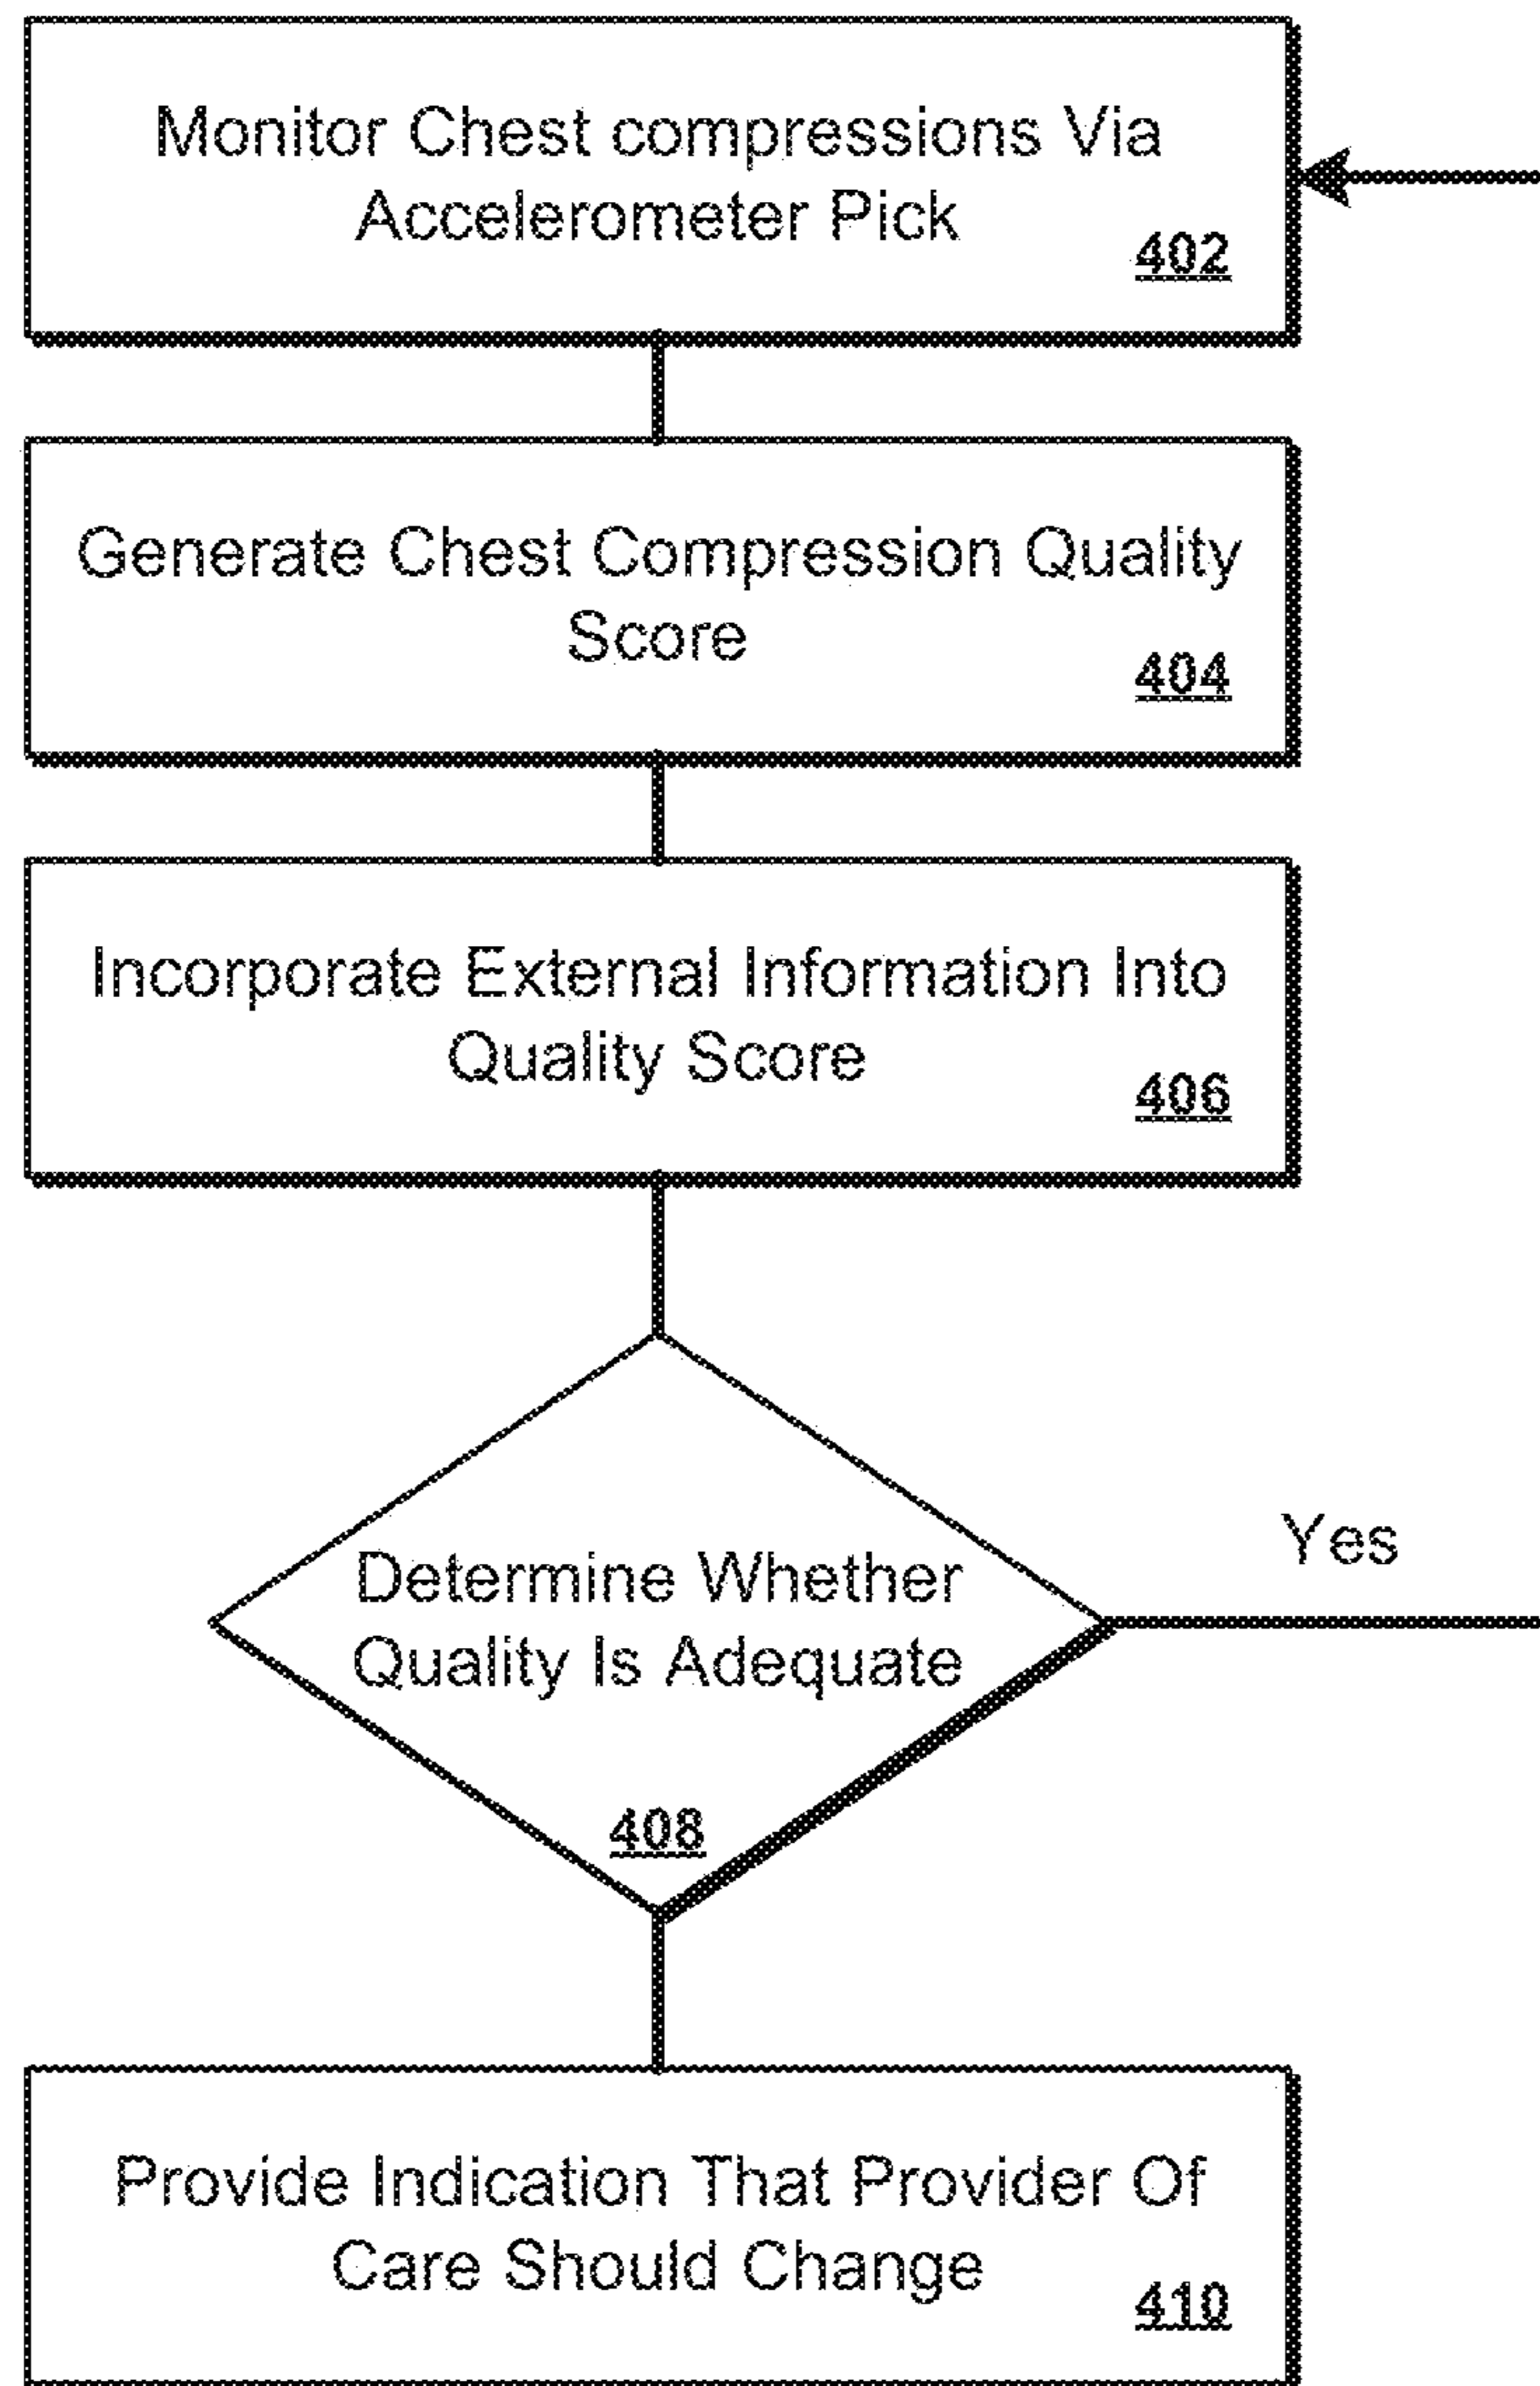 Monitor Chest compressions Via
Accelerometer Pick
402
Generate Chest Compression Quality
Score
404
Incorporate External Information Into
Quality Score
406
Determine Whether
Quality Is Adequate
Yes
408
Provide Indication That Provider Of
Care Should Change
410